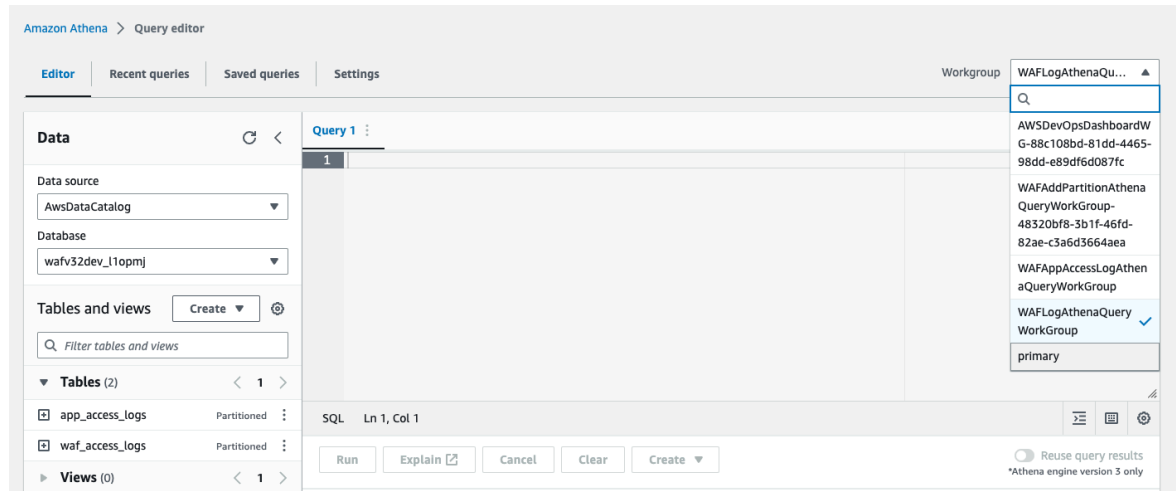 Amazon Athena > Query editor
Editor Recent queries Saved queries Settings Workgroup WAFLogAthenaQu...
AWSDevOpsDashboardW
G-88c108bd-81dd-4465-
98dd-e89df6d087fc
WAFAddPartitionAthena
QueryWorkGroup-
48320bf8-3b1f-46fd-
82ae-c3a6d3664aea
WAFAppAccessLogAthen
aQueryWorkGroup
WAFLogAthenaQuery
WorkGroup
primary
Data
Data source
AwsDataCatalog
Database
wafv32dev_l1opmj
Tables and views Create
Filter tables and views
Tables (2) < 1 >
app_access_logs Partitioned
waf_access_logs Partitioned
Views (0) < 1 >
Query 1
1
SQL Ln 1, Col 1
Run Explain Cancel Clear Create
Reuse query results
*Athena engine version 3 only